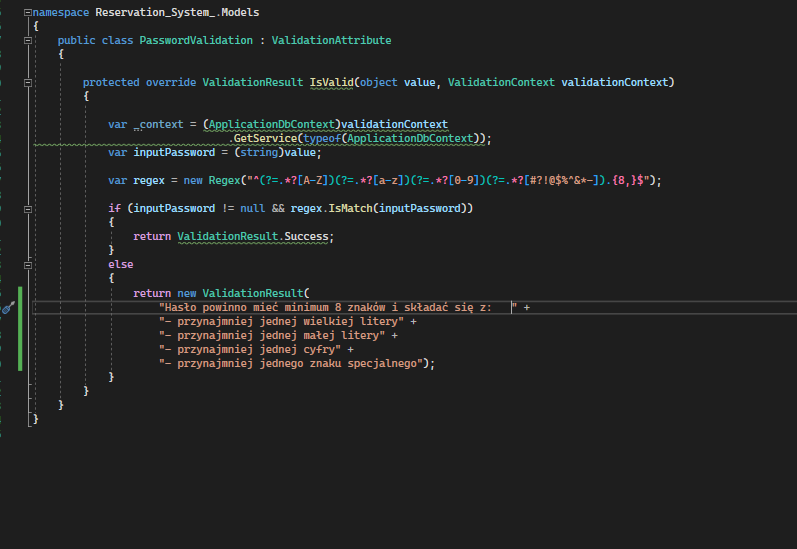 namespace Reservation_System_.Models
{
public class PasswordValidation : ValidationAttribute
{
protected override ValidationResult IsValid(object value, ValidationContext validationContext)
{
var _context = (ApplicationDbContext)validationContext
.GetService(typeof(ApplicationDbContext));
var inputPassword = (string)value;
var regex = new Regex("^(?=.*?[A-Z])(?=.*?[a-z])(?=.*?[0-9])(?=.*?[#?!@$%^&*-]).{8,}$");
if (inputPassword != null && regex.IsMatch(inputPassword))
{
return ValidationResult.Success;
}
else
{
return new ValidationResult(
"Hasło powinno mieć minimum 8 znaków i składać się z:   " +
"- przynajmniej jednej wielkiej litery" +
"- przynajmniej jednej małej litery" +
"- przynajmniej jednej cyfry" +
"- przynajmniej jednego znaku specjalnego");
}
}
}
}